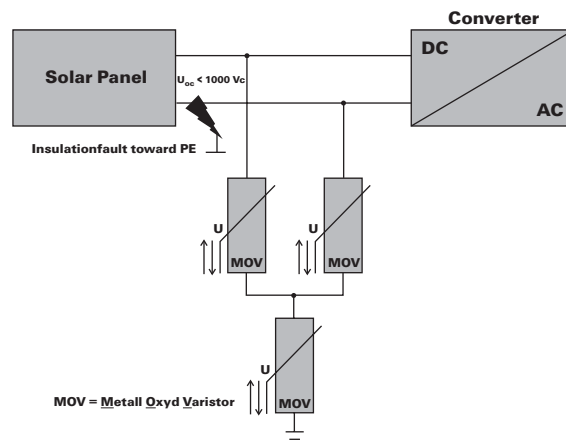 Converter
DC
Solar Panel
Uoc < 1000 Vc
AC
Insulationfault toward PE
U
MOV
U
MOV
U
MOV = Metall Oxyd Varistor
MOV